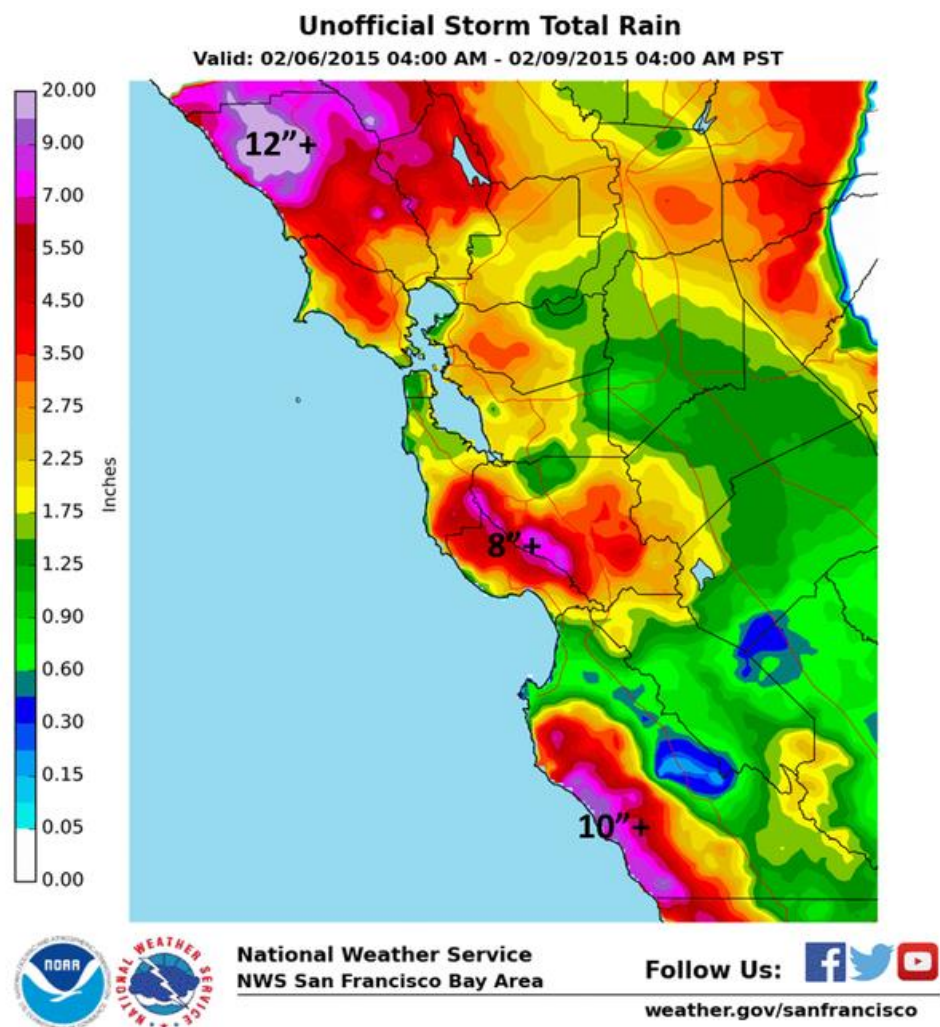 Unofficial Storm Total Rain
Valid: 02/06/2015 04:00 AM - 02/09/2015 04:00 AM PST
20.00
9.00
7.00
5.50
4.50
3.50
2.75
2.25
1.75
1.25
0.90
0.60
0.30
0.15
0.05
0.00
Inches
12”+
8”+
10”+
NOAA
NATIONAL WEATHER SERVICE
National Weather Service
NWS San Francisco Bay Area
Follow Us:
weather.gov/sanfrancisco